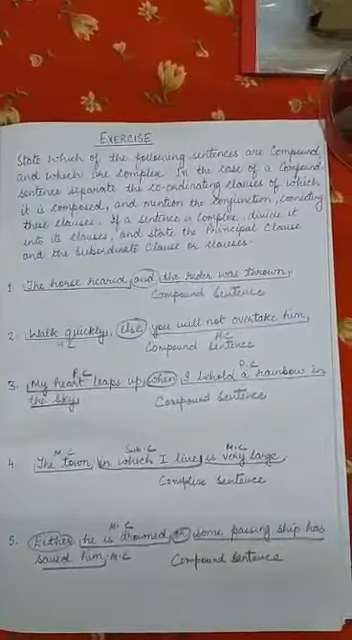 EXERCISE
State which of the following sentences are Compound,
and which are complex. In the case of a Compound
sentence separate the co-ordinating clauses of which
it is composed, and mention the conjunction, connecting
these clauses. If a sentence is Complex, divide it
into its clauses, and state the Principal Clause
and the Subordinate Clause or clauses.
1. The horse reared, and the rider was thrown,
Compound Sentence
2. Walk quickly, else you will not overtake him,
M.C M.C
Compound Sentence
P.C D.C
3. My heart leaps up, when I behold a rainbow in
the sky, Compound Sentence
M.C Sub.C M.C
4. The town, in which I live, is very large,
Complex Sentence
M.C
5. Either he is drowned, or some passing ship has
saved him, M.C Compound Sentence